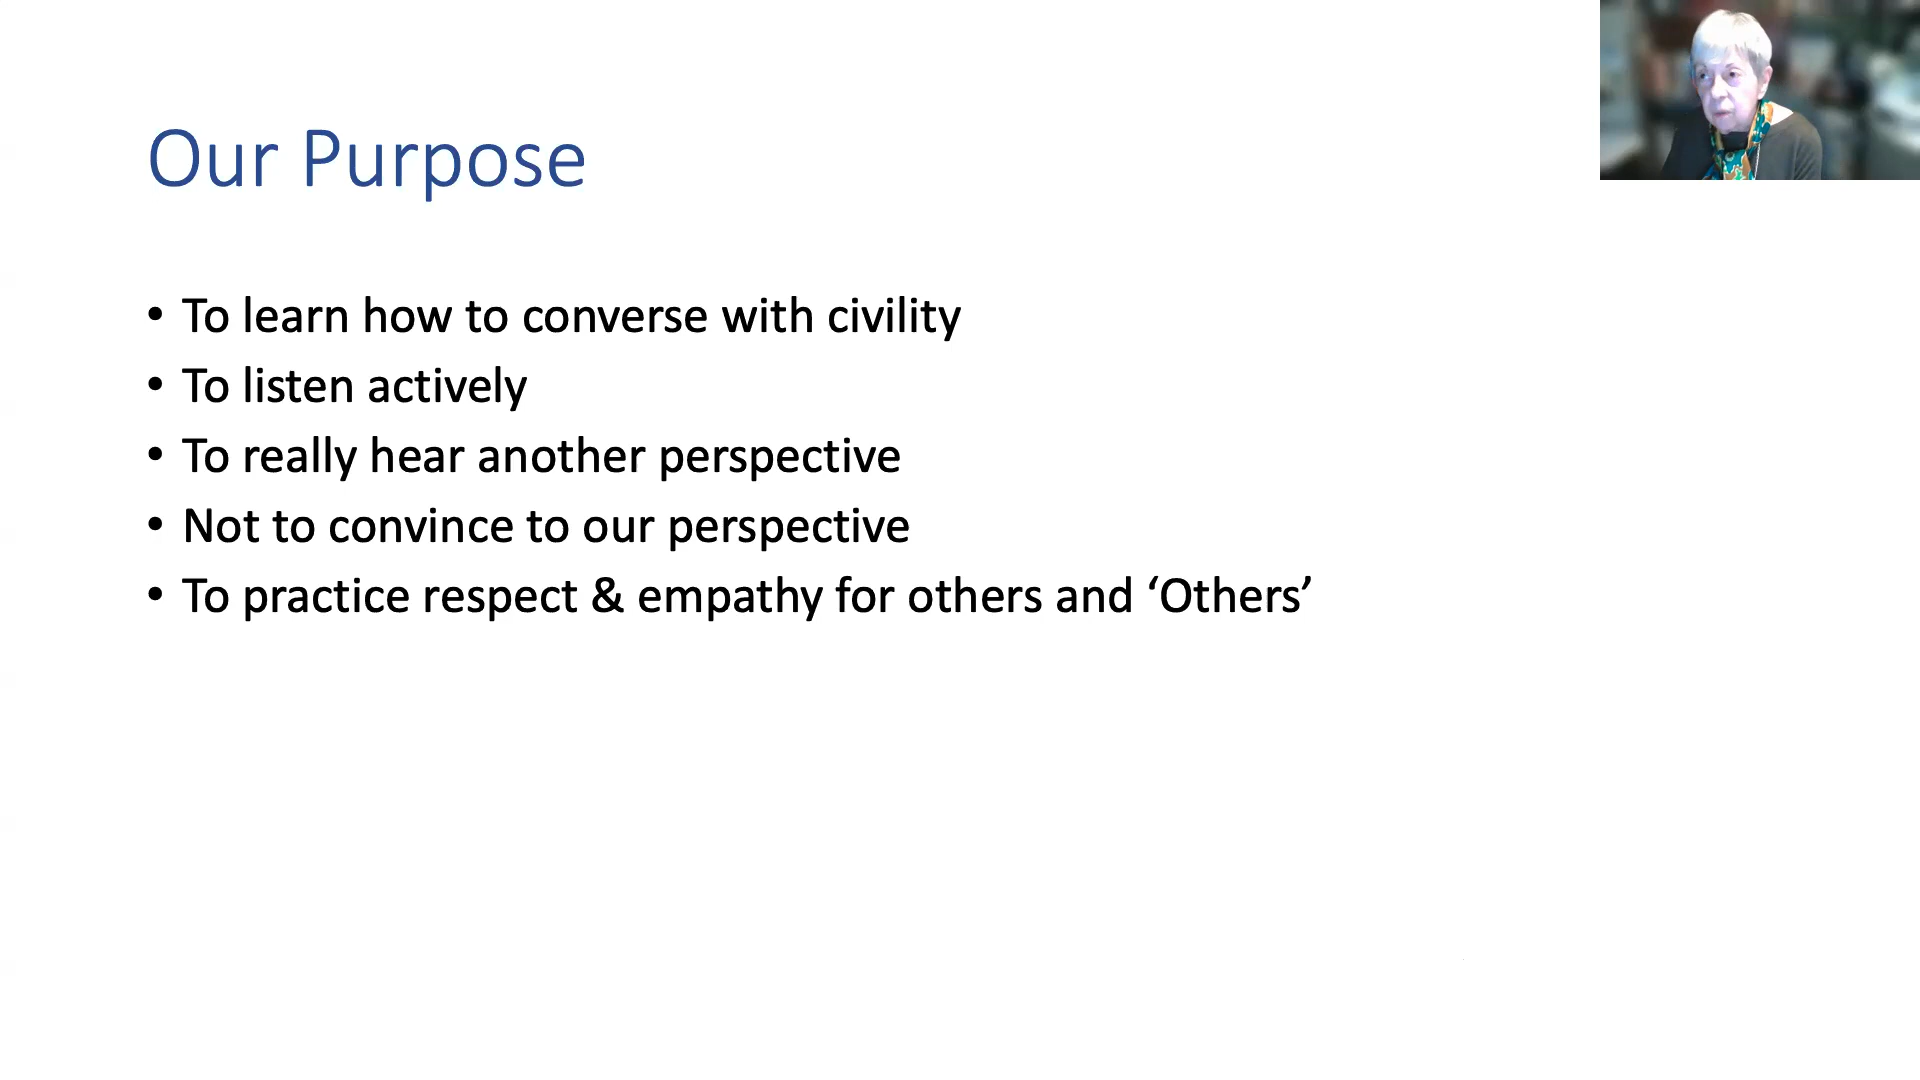 Our Purpose
• To learn how to converse with civility
• To listen actively
• To really hear another perspective
• Not to convince to our perspective
• To practice respect & empathy for others and ‘Others’